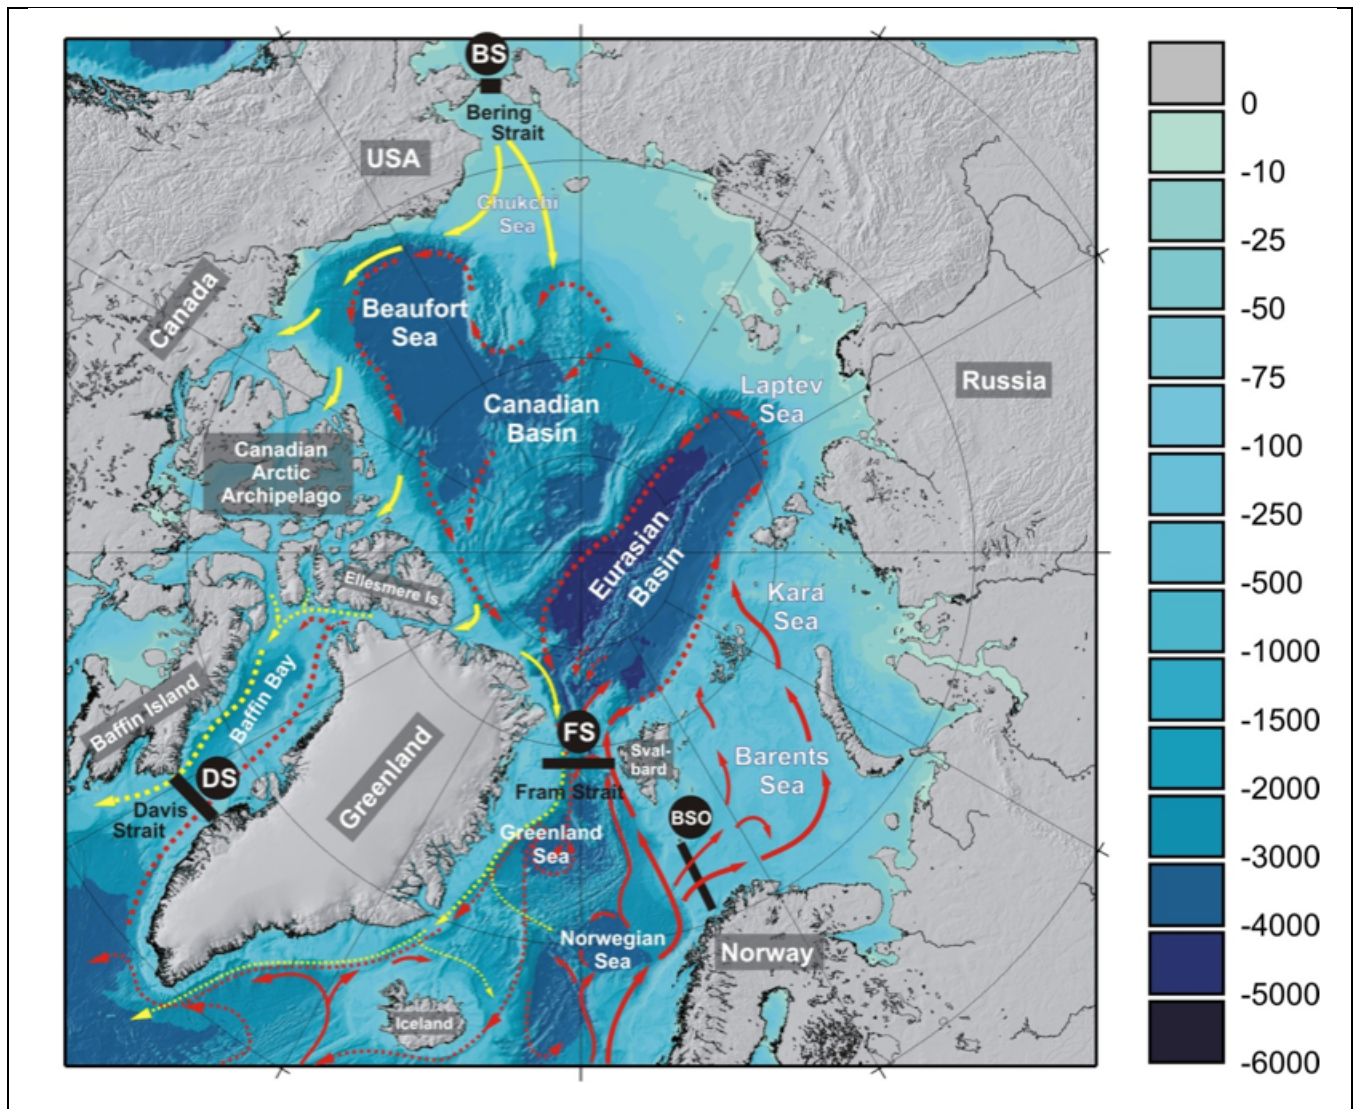 BS
Bering
Strait
USA
Chukchi
Sea
Canada
Beaufort
Sea
Canadian
Basin
Laptev
Sea
Russia
Canadian
Arctic
Archipelago
Eurasian
Basin
Ellesmere Is.
Kara
Sea
Baffin Island
Baffin Bay
Greenland
FS
Sval-
bard
Barents
Sea
DS
Davis
Strait
Fram Strait
Greenland
Sea
BSO
Norwegian
Sea
Norway
Iceland
0
-10
-25
-50
-75
-100
-250
-500
-1000
-1500
-2000
-3000
-4000
-5000
-6000